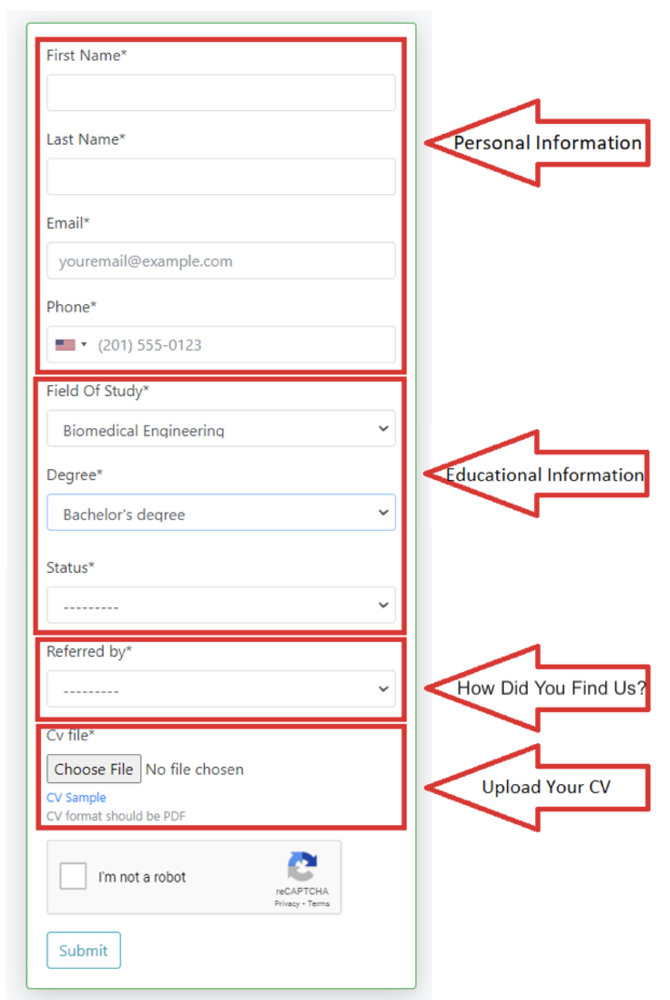 First Name*
Last Name*
Personal Information
Email*
youremail@example.com
Phone*
(201) 555-0123
Field Of Study*
Biomedical Engineering
Degree*
Educational Information
Bachelor's degree
Status*
---------
Referred by*
---------
How Did You Find Us?
Cv file*
Choose File No file chosen
CV Sample
CV format should be PDF
Upload Your CV
I'm not a robot
reCAPTCHA
Privacy - Terms
Submit